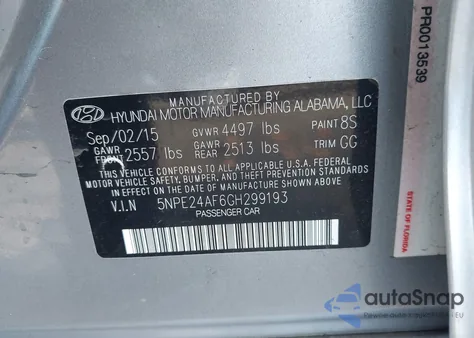 MANUFACTURED BY
HYUNDAI MOTOR MANUFACTURING ALABAMA, LLC
Sep/02/15 GVWR 4497 lbs PAINT 8S
GAWR FRONT 2557 lbs GAWR REAR 2513 lbs TRIM GG
THIS VEHICLE CONFORMS TO ALL APPLICABLE U.S. FEDERAL
MOTOR VEHICLE SAFETY, BUMPER, AND THEFT PREVENTION STANDARDS
IN EFFECT ON THE DATE OF MANUFACTURE SHOWN ABOVE.
V.I.N 5NPE24AF6GH299193
PASSENGER CAR
PR0013539
STATE OF FLORIDA
autoSnap